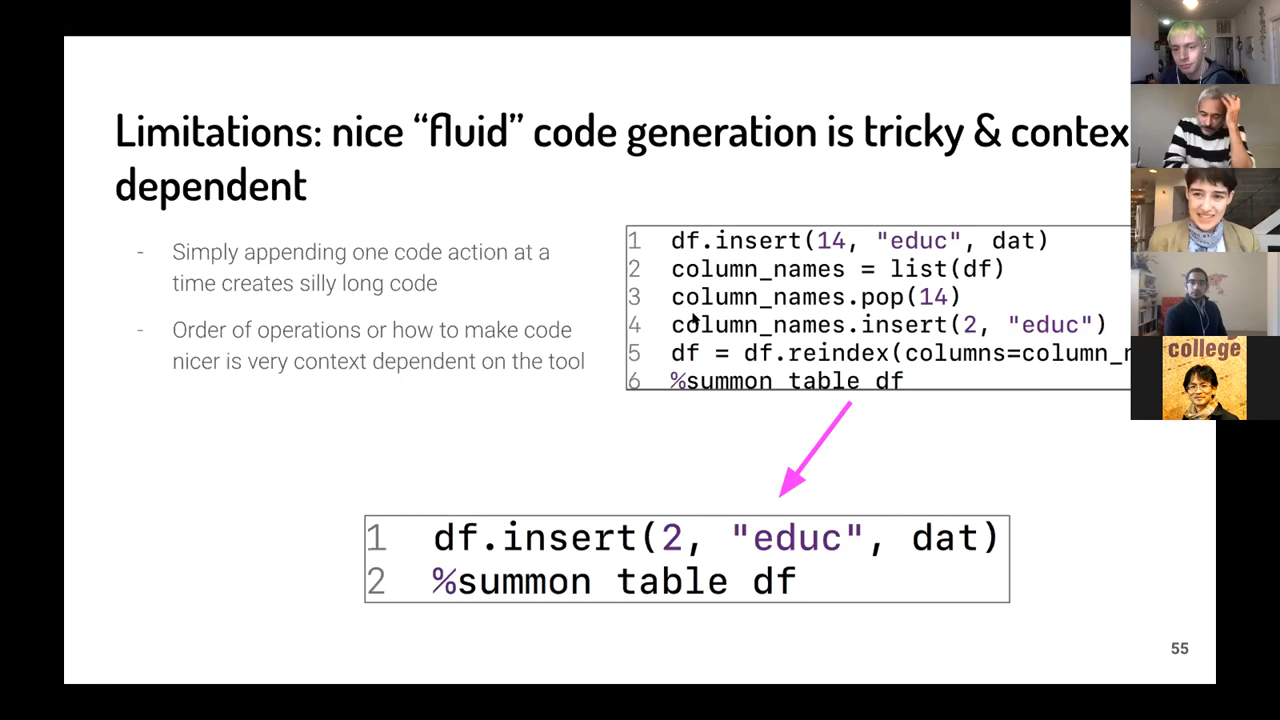 Limitations: nice “fluid” code generation is tricky & contex
dependent
- Simply appending one code action at a
time creates silly long code
- Order of operations or how to make code
nicer is very context dependent on the tool
1 df.insert(14, "educ", dat)
2 column_names = list(df)
3 column_names.pop(14)
4 column_names.insert(2, "educ")
5 df = df.reindex(columns=column_n
6 %summon table df
1 df.insert(2, "educ", dat)
2 %summon table df
55
college